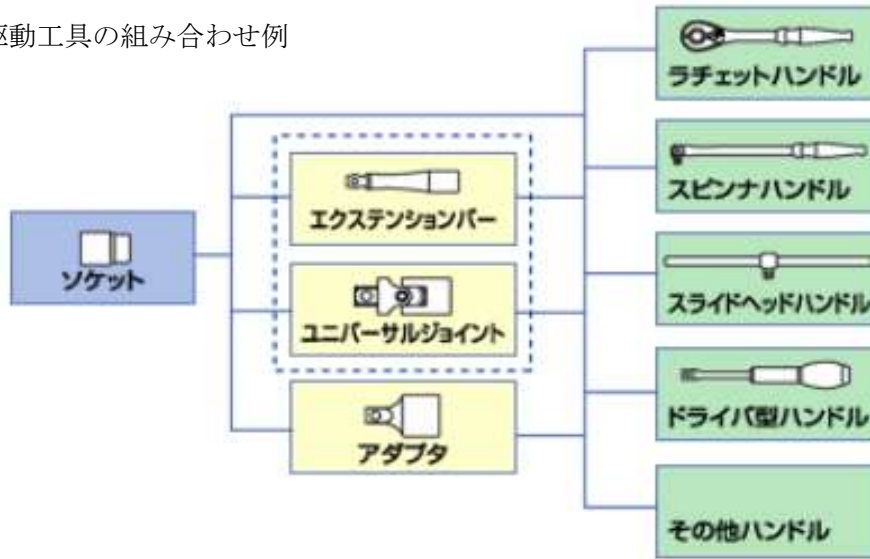 駆動工具の組み合わせ例
ソケット
エクステンションバー
ユニバーサルジョイント
アダプタ
ラチェットハンドル
スピンナハンドル
スライドヘッドハンドル
ドライバ型ハンドル
その他ハンドル